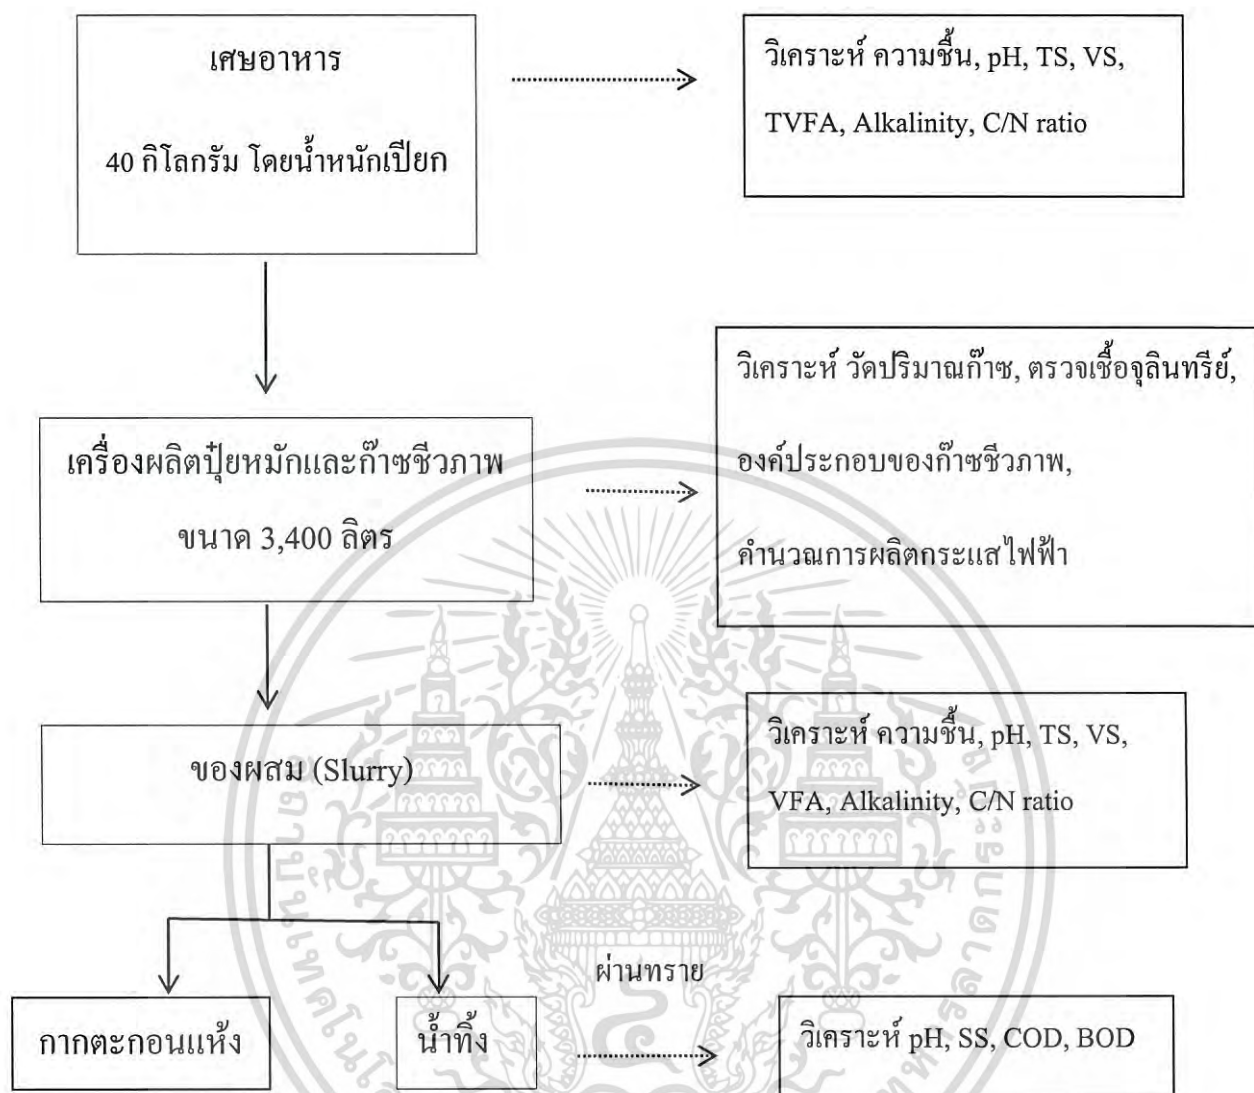 เศษอาหาร
40 กิโลกรัม โดยน้ำหนักเปียก
วิเคราะห์ ความชื้น, pH, TS, VS,
TVFA, Alkalinity, C/N ratio
เครื่องผลิตปุ๋ยหมักและก๊าซชีวภาพ
ขนาด 3,400 ลิตร
วิเคราะห์ วัดปริมาณก๊าซ, ตรวจเชื้อจุลินทรีย์,
องค์ประกอบของก๊าซชีวภาพ,
คำนวณการผลิตกระแสไฟฟ้า
ของผสม (Slurry)
วิเคราะห์ ความชื้น, pH, TS, VS,
VFA, Alkalinity, C/N ratio
กากตะกอนแห้ง
น้ำทิ้ง
ผ่านทราย
วิเคราะห์ pH, SS, COD, BOD